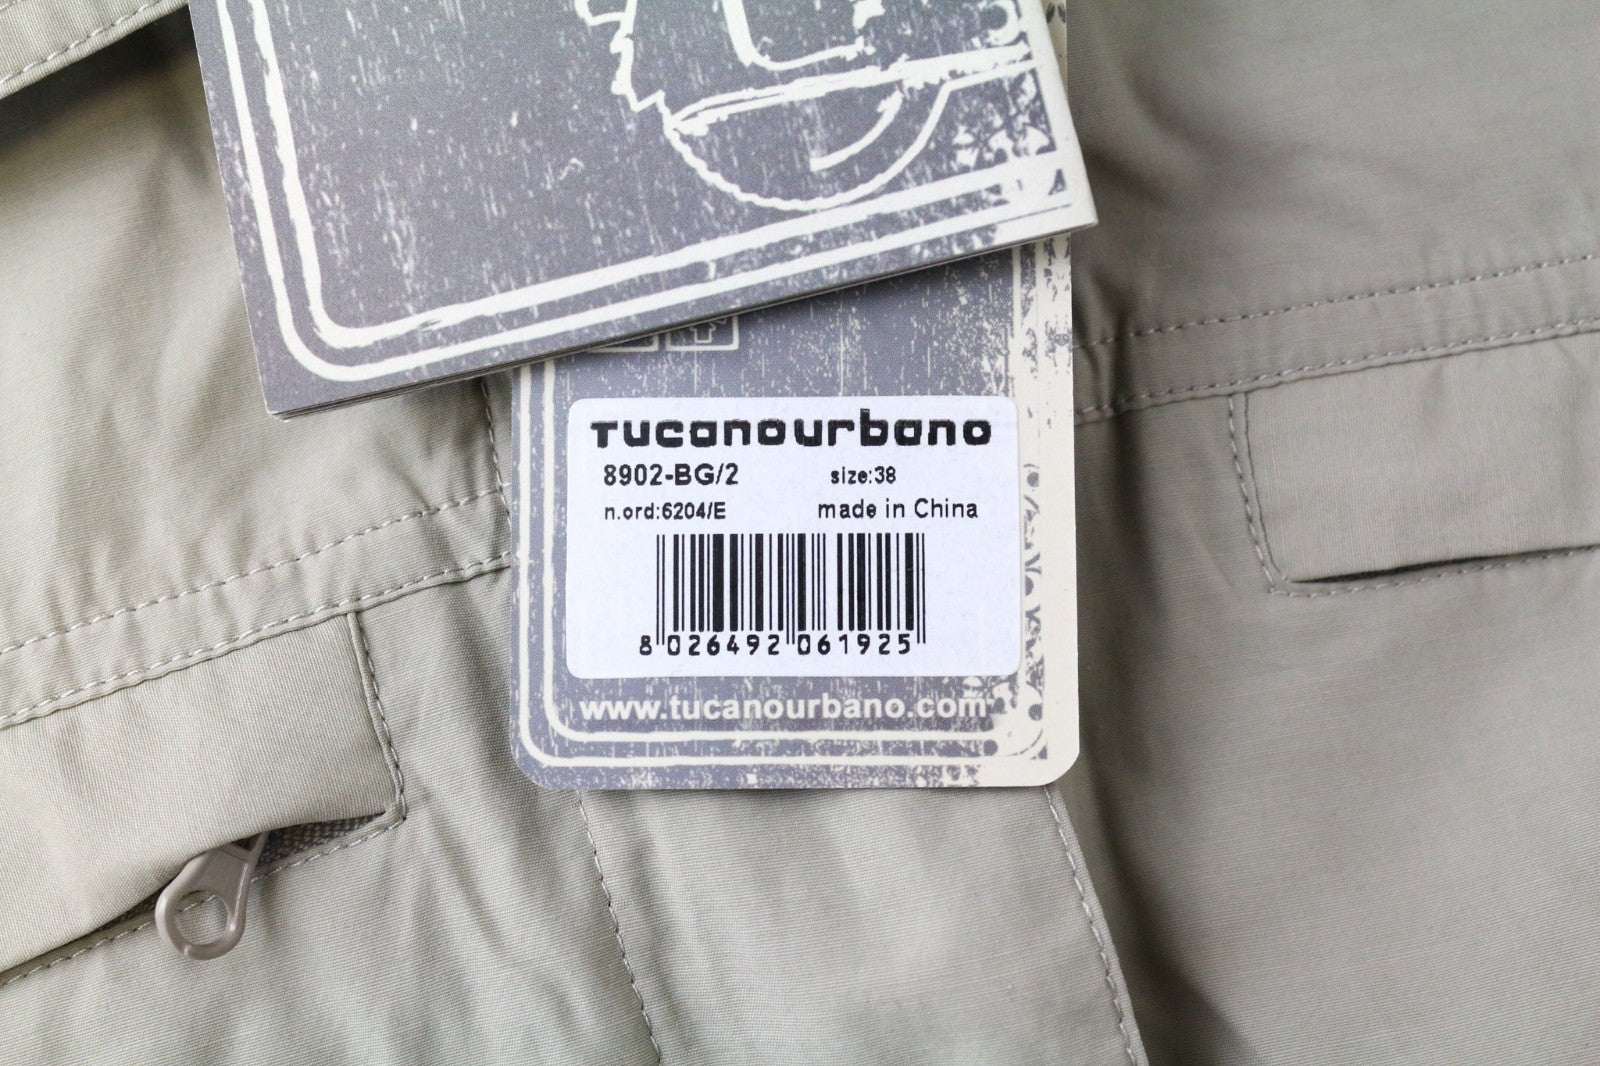 Tucanourbano
8902-BG/2 size:38
n.ord:6204/E made in China
8 026492 061925
www.tucanourbano.com